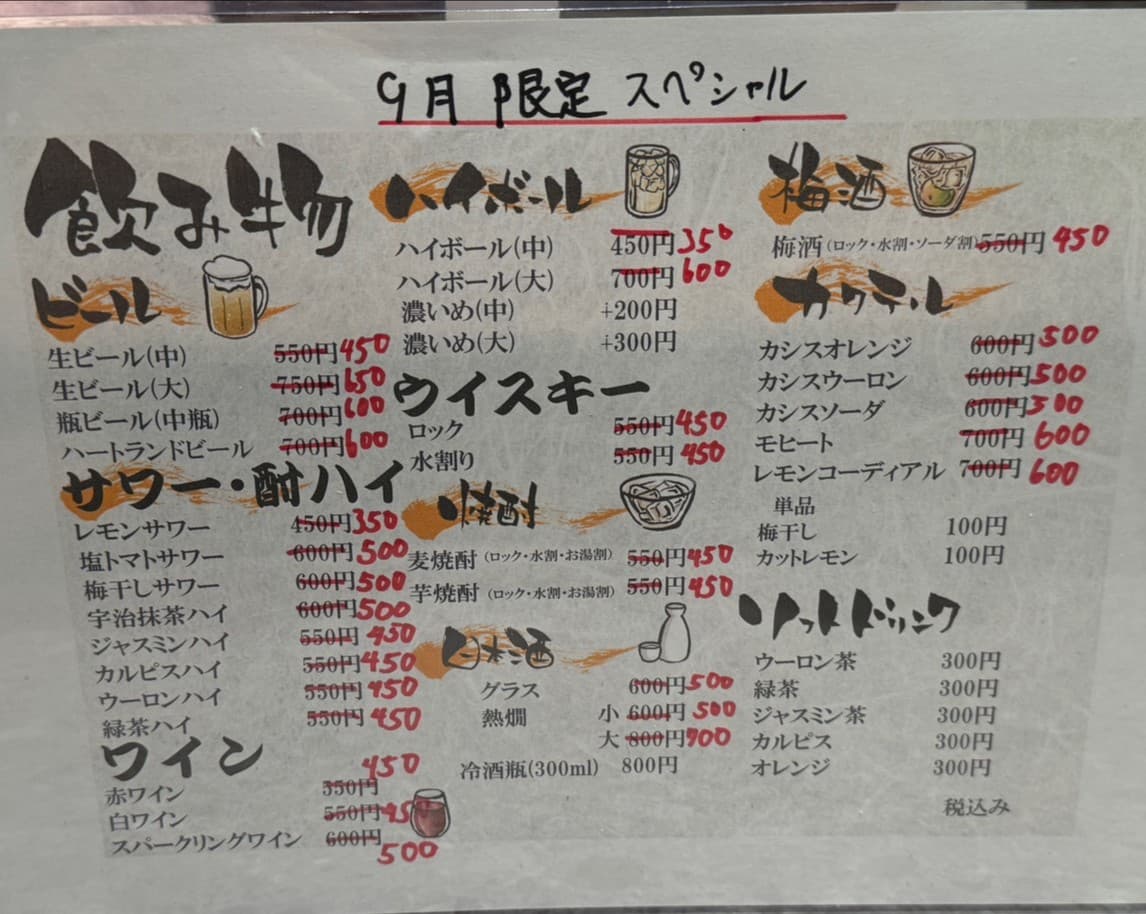 9月 限定 スペシャル
飲み物
ビール
生ビール(中) 550円 450
生ビール(大) 750円 650
瓶ビール(中瓶) 700円 600
ハートランドビール 700円 600
サワー・酎ハイ
レモンサワー 450円 350
塩トマトサワー 600円 500
梅干しサワー 600円 500
宇治抹茶ハイ 600円 500
ジャスミンハイ 550円 450
カルピスハイ 550円 450
ウーロンハイ 550円 450
緑茶ハイ 550円 450
ワイン
赤ワイン 550円 450
白ワイン 550円 450
スパークリングワイン 600円 500
ハイボール
ハイボール(中) 450円 350
ハイボール(大) 700円 600
濃いめ(中) +200円
濃いめ(大) +300円
ウイスキー
ロック 550円 450
水割り 550円 450
焼酎
麦焼酎 (ロック・水割・お湯割) 550円 450
芋焼酎 (ロック・水割・お湯割) 550円 450
日本酒
グラス 600円 500
熱燗 小 600円 500
大 800円 700
冷酒瓶(300ml) 800円
梅酒
梅酒 (ロック・水割・ソーダ割) 550円 450
カクテル
カシスオレンジ 600円 500
カシスウーロン 600円 500
カシスソーダ 600円 500
モヒート 700円 600
レモンコーディアル 700円 600
単品
梅干し 100円
カットレモン 100円
ソフトドリンク
ウーロン茶 300円
緑茶 300円
ジャスミン茶 300円
カルピス 300円
オレンジ 300円
税込み